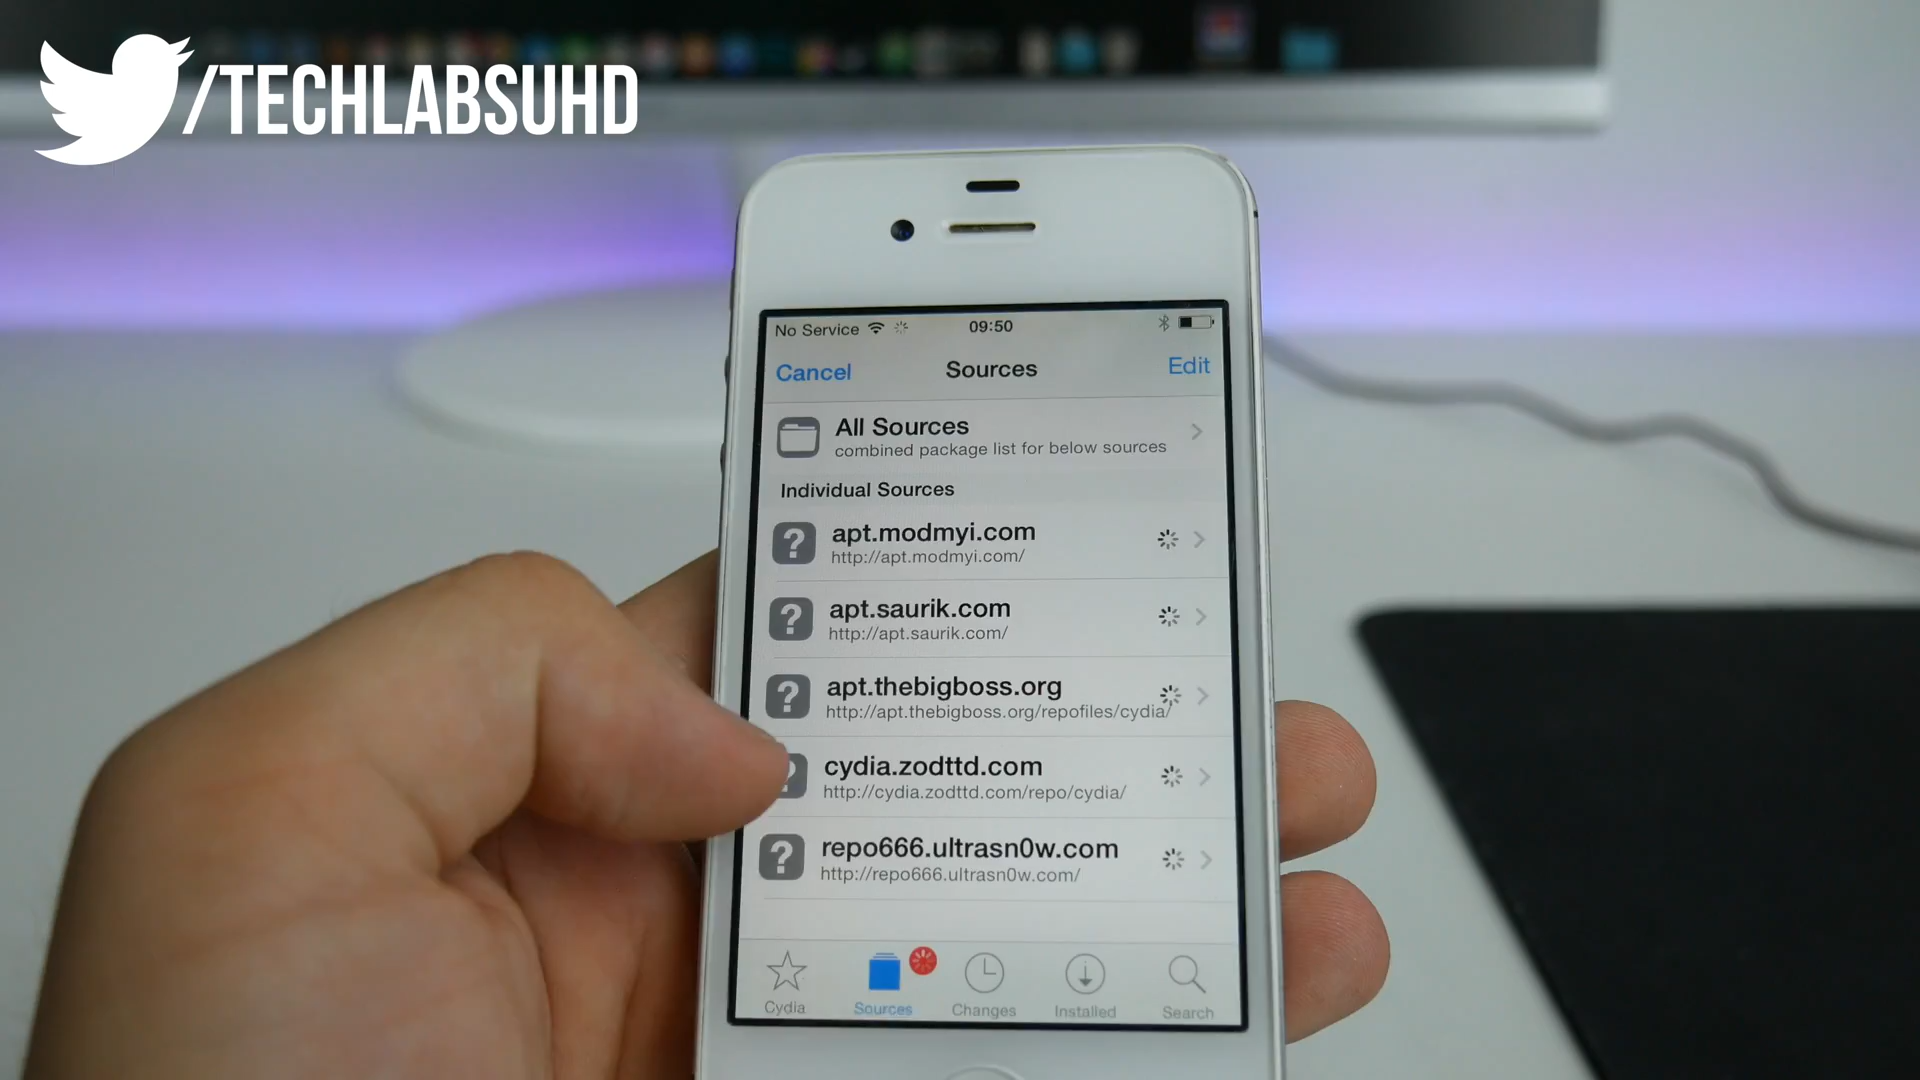 /TECHLABSUHD
No Service
09:50
Cancel
Sources
Edit
All Sources
combined package list for below sources
Individual Sources
apt.modmyi.com
http://apt.modmyi.com/
apt.saurik.com
http://apt.saurik.com/
apt.thebigboss.org
http://apt.thebigboss.org/repofiles/cydia/
cydia.zodttd.com
http://cydia.zodttd.com/repo/cydia/
repo666.ultrasn0w.com
http://repo666.ultrasn0w.com/
Cydia
Sources
Changes
Installed
Search